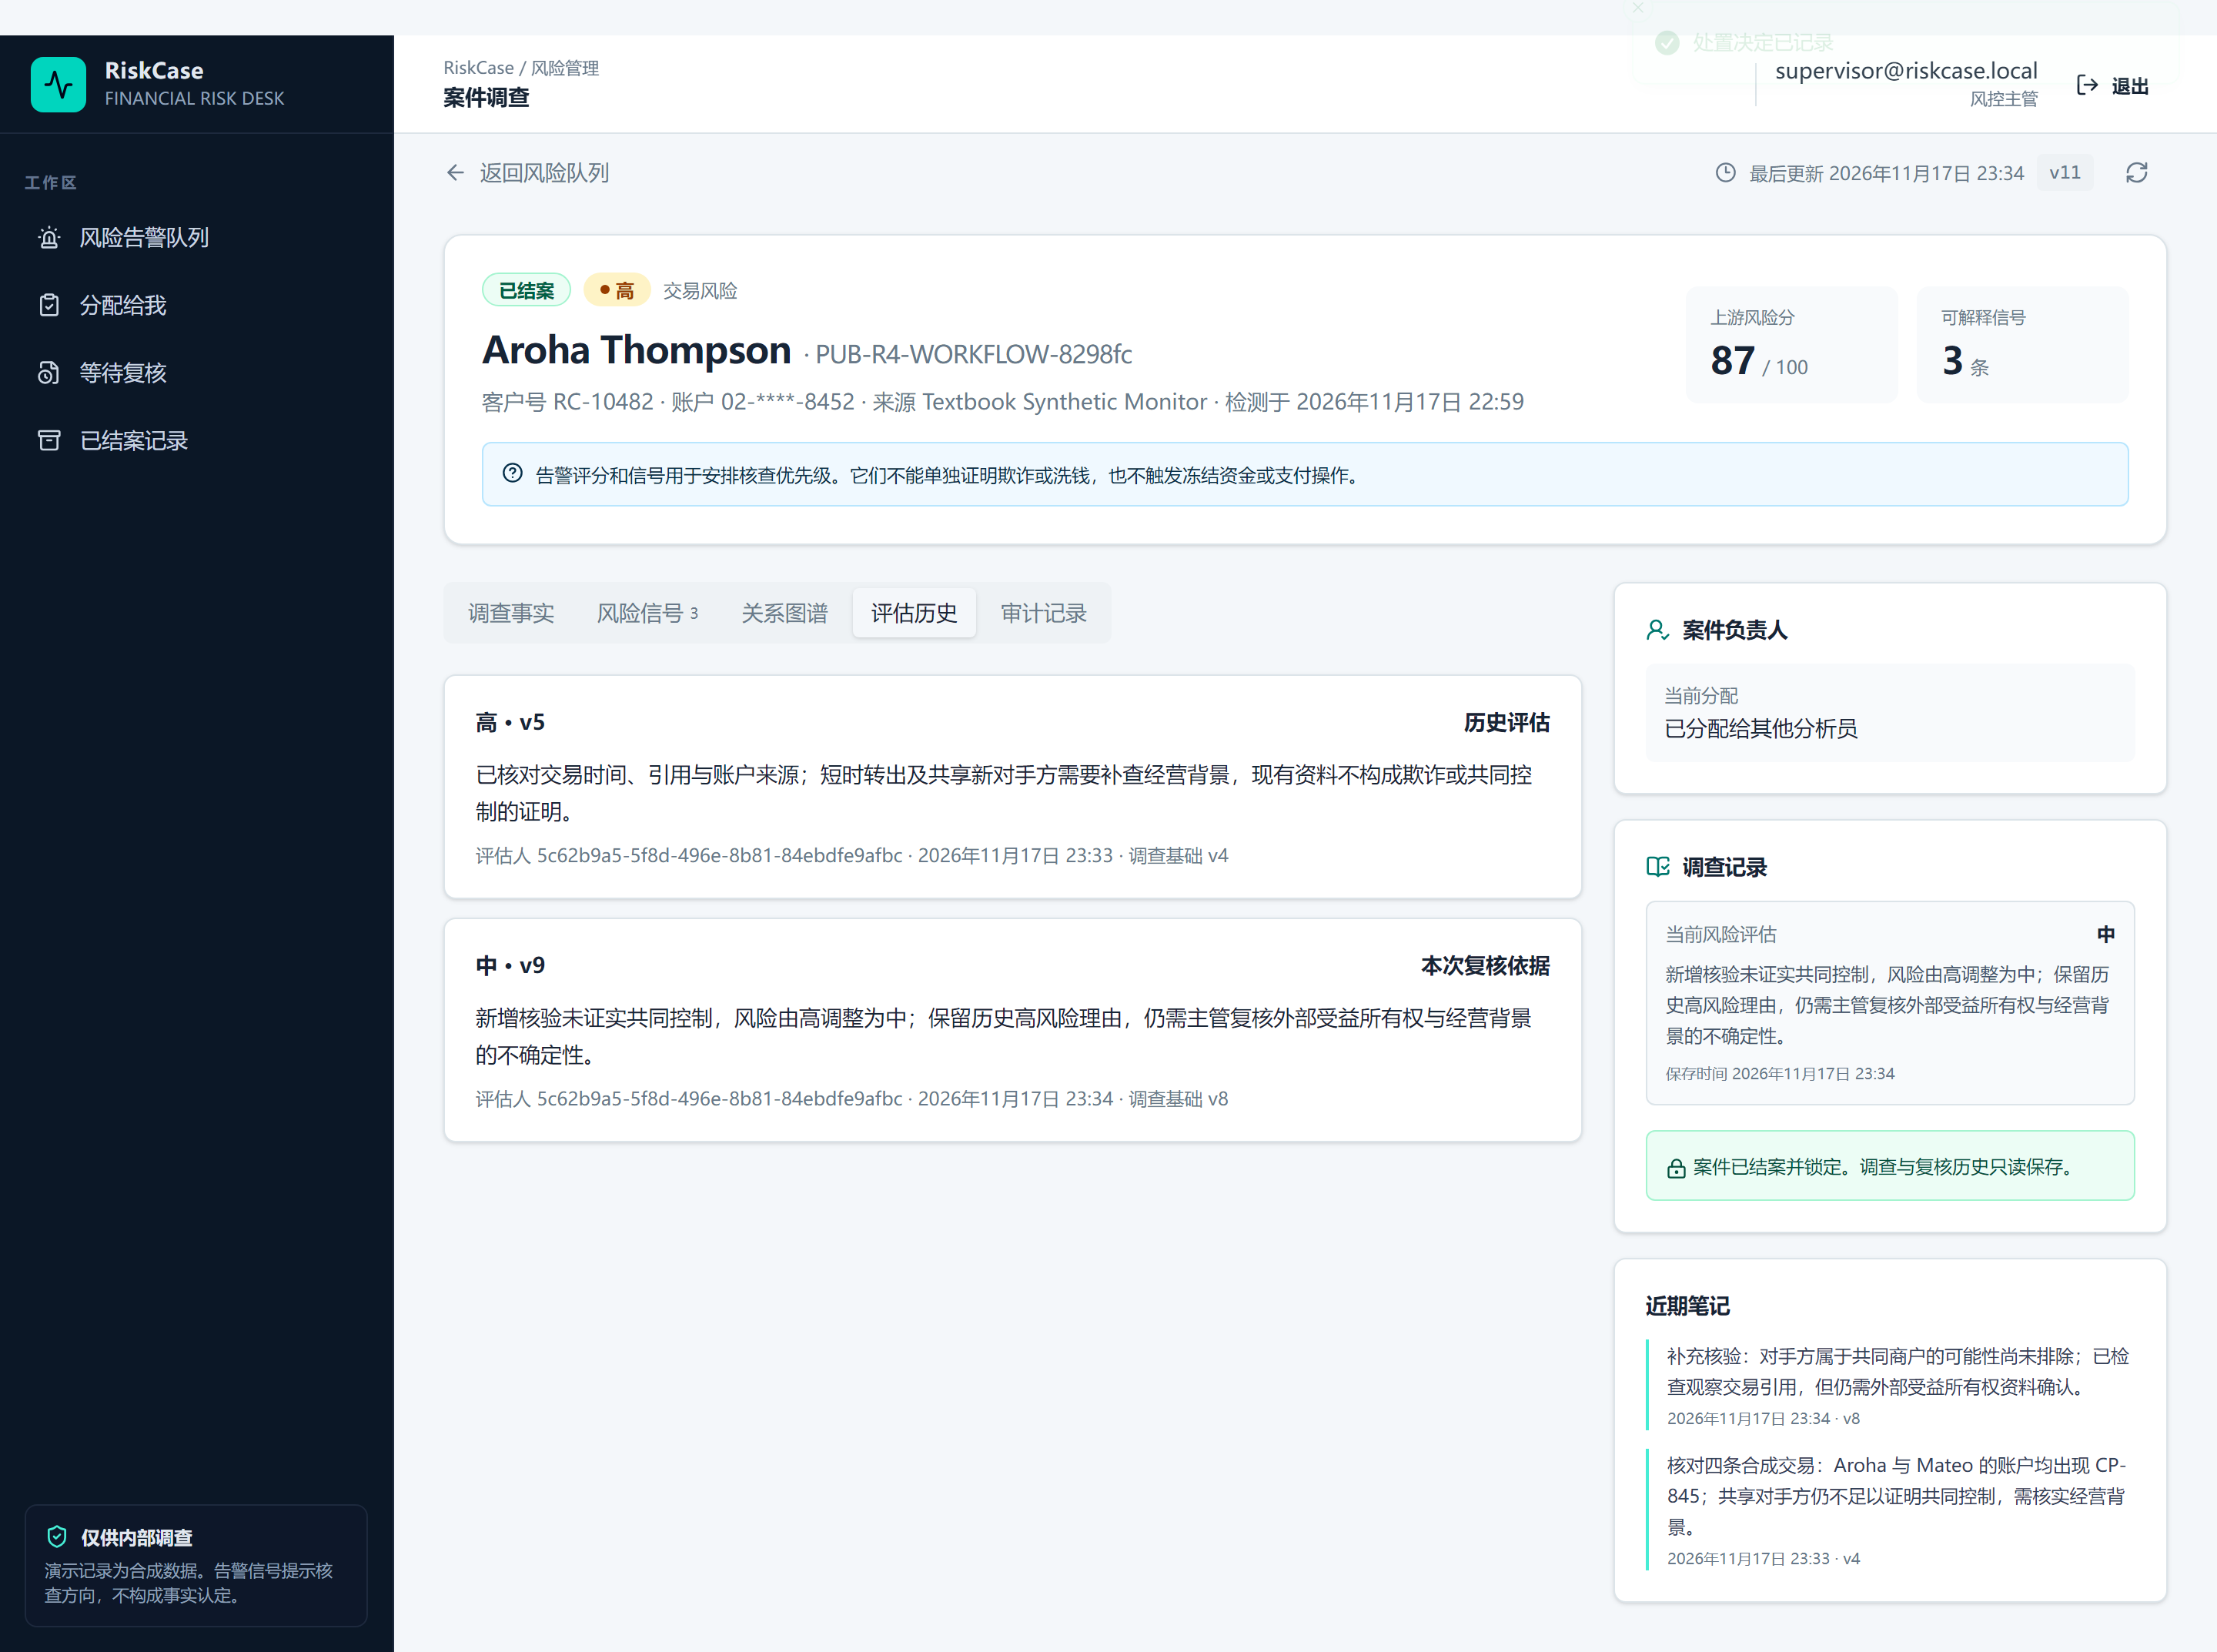 RiskCase
FINANCIAL RISK DESK
工作区
风险告警队列
分配给我
等待复核
已结案记录
仅供内部调查
演示记录为合成数据。告警信号提示核
查方向，不构成事实认定。
RiskCase / 风险管理
案件调查
处置决定已记录
supervisor@riskcase.local
风控主管
退出
返回风险队列
最后更新 2026年11月17日 23:34
v11
已结案
高
交易风险
Aroha Thompson · PUB-R4-WORKFLOW-8298fc
客户号 RC-10482 · 账户 02-****-8452 · 来源 Textbook Synthetic Monitor · 检测于 2026年11月17日 22:59
上游风险分
87 / 100
可解释信号
3 条
告警评分和信号用于安排核查优先级。它们不能单独证明欺诈或洗钱，也不触发冻结资金或支付操作。
调查事实
风险信号 3
关系图谱
评估历史
审计记录
高 • v5
历史评估
已核对交易时间、引用与账户来源；短时转出及共享新对手方需要补查经营背景，现有资料不构成欺诈或共同控
制的证明。
评估人 5c62b9a5-5f8d-496e-8b81-84ebdfe9afbc · 2026年11月17日 23:33 · 调查基础 v4
中 • v9
本次复核依据
新增核验未证实共同控制，风险由高调整为中；保留历史高风险理由，仍需主管复核外部受益所有权与经营背景
的不确定性。
评估人 5c62b9a5-5f8d-496e-8b81-84ebdfe9afbc · 2026年11月17日 23:34 · 调查基础 v8
案件负责人
当前分配
已分配给其他分析员
调查记录
当前风险评估
中
新增核验未证实共同控制，风险由高调整为中；保留历
史高风险理由，仍需主管复核外部受益所有权与经营背
景的不确定性。
保存时间 2026年11月17日 23:34
案件已结案并锁定。调查与复核历史只读保存。
近期笔记
补充核验：对手方属于共同商户的可能性尚未排除；已检
查观察交易引用，但仍需外部受益所有权资料确认。
2026年11月17日 23:34 · v8
核对四条合成交易：Aroha 与 Mateo 的账户均出现 CP-
845；共享对手方仍不足以证明共同控制，需核实经营背
景。
2026年11月17日 23:33 · v4